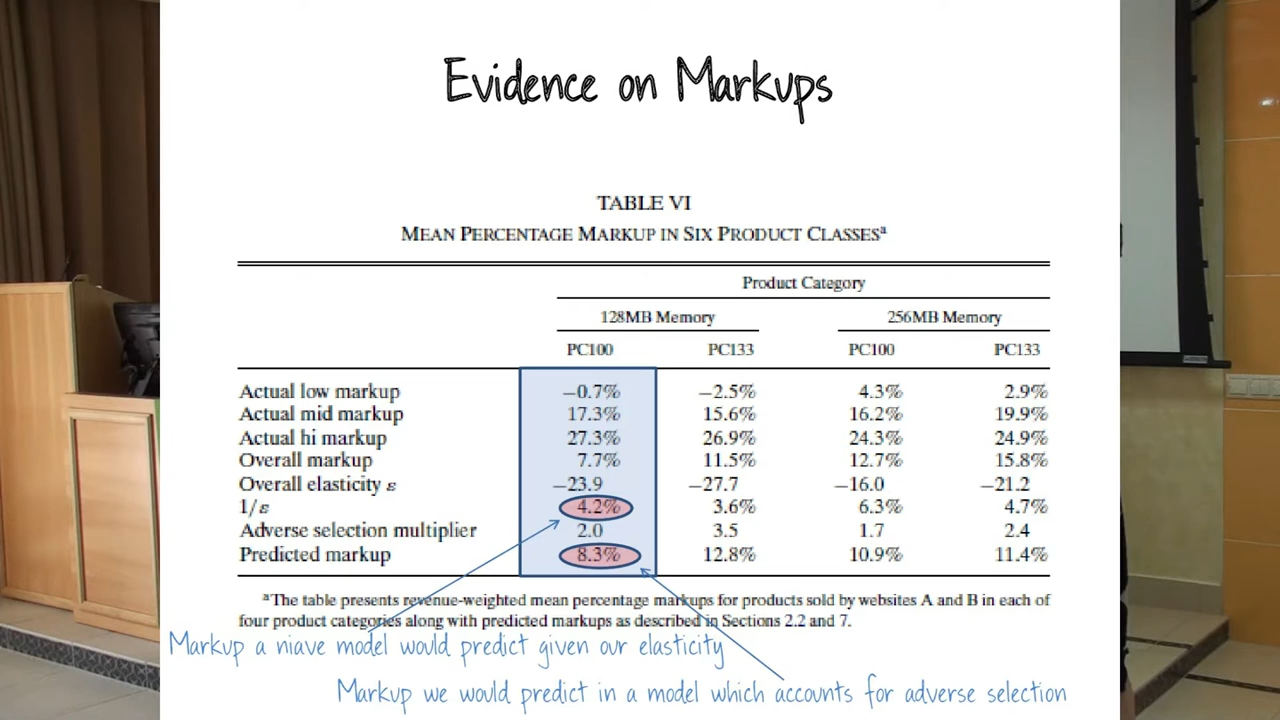 Evidence on Markups
TABLE VI
MEAN PERCENTAGE MARKUP IN SIX PRODUCT CLASSESa
Product Category
128MB Memory 256MB Memory
PC100 PC133 PC100 PC133
Actual low markup −0.7% −2.5% 4.3% 2.9%
Actual mid markup 17.3% 15.6% 16.2% 19.9%
Actual hi markup 27.3% 26.9% 24.3% 24.9%
Overall markup 7.7% 11.5% 12.7% 15.8%
Overall elasticity ε −23.9 −27.7 −16.0 −21.2
1/ε 4.2% 3.6% 6.3% 4.7%
Adverse selection multiplier 2.0 3.5 1.7 2.4
Predicted markup 8.3% 12.8% 10.9% 11.4%
aThe table presents revenue-weighted mean percentage markups for products sold by websites A and B in each of
four product categories along with predicted markups as described in Sections 2.2 and 7.
Markup a niave model would predict given our elasticity
Markup we would predict in a model which accounts for adverse selection